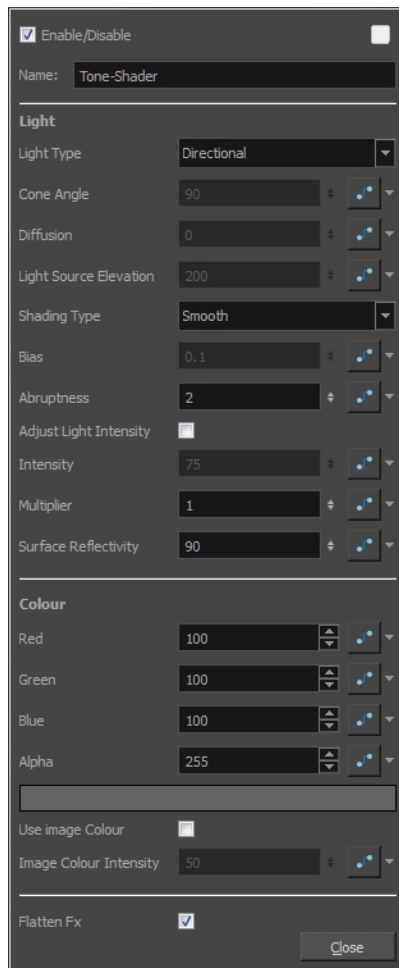 Enable/Disable
Name: Tone-Shader
Light
Light Type Directional
Cone Angle 90
Diffusion 0
Light Source Elevation 200
Shading Type Smooth
Bias 0.1
Abruptness 2
Adjust Light Intensity
Intensity 75
Multiplier 1
Surface Reflectivity 90
Colour
Red 100
Green 100
Blue 100
Alpha 255
Use image Colour
Image Colour Intensity 50
Flatten Fx
Close